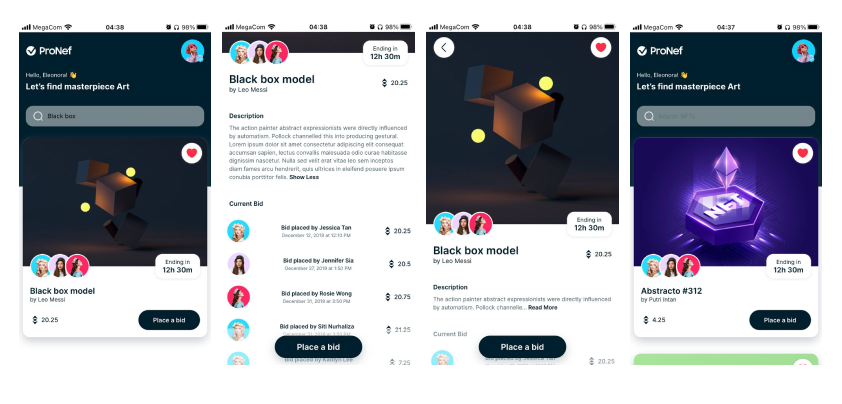 MegaCom 04:38 98%
ProNef
Hello, Eleonora! 👋
Let's find masterpiece Art
Black box
Ending in
12h 30m
Black box model
by Leo Messi
20.25
Place a bid
MegaCom 04:38 98%
Ending in
12h 30m
Black box model
by Leo Messi
20.25
Description
The action painter abstract expressionists were directly influenced
by automatism. Pollock channelled this into producing gestural.
Lorem ipsum dolor sit amet consectetur adipiscing elit consequat
accumsan sapien, lectus convallis malesuada odio curae habitasse
dignissim nascetur. Nulla sed velit erat vitae leo sem inceptos
diam fames arcu hendrerit, quis ultrices in eleifend posuere ipsum
conubia porttitor felis. Show Less
Current Bid
Bid placed by Jessica Tan
December 12, 2019 at 12:10 PM
20.25
Bid placed by Jennifer Sia
December 27, 2019 at 1:50 PM
20.5
Bid placed by Rosie Wong
December 31, 2019 at 3:50 PM
20.75
Bid placed by Siti Nurhaliza
21.25
Place a bid
Bid placed by Kaitlyn Lee
7.25
MegaCom 04:38 98%
Ending in
12h 30m
Black box model
by Leo Messi
20.25
Description
The action painter abstract expressionists were directly influenced
by automatism. Pollock channelle... Read More
Current Bid
Place a bid
Bid placed by Jessica Tan
20.25
MegaCom 04:37 98%
ProNef
Hello, Eleonora! 👋
Let's find masterpiece Art
Search NFTs
NFT
Ending in
12h 30m
Abstracto #312
by Putri Intan
4.25
Place a bid